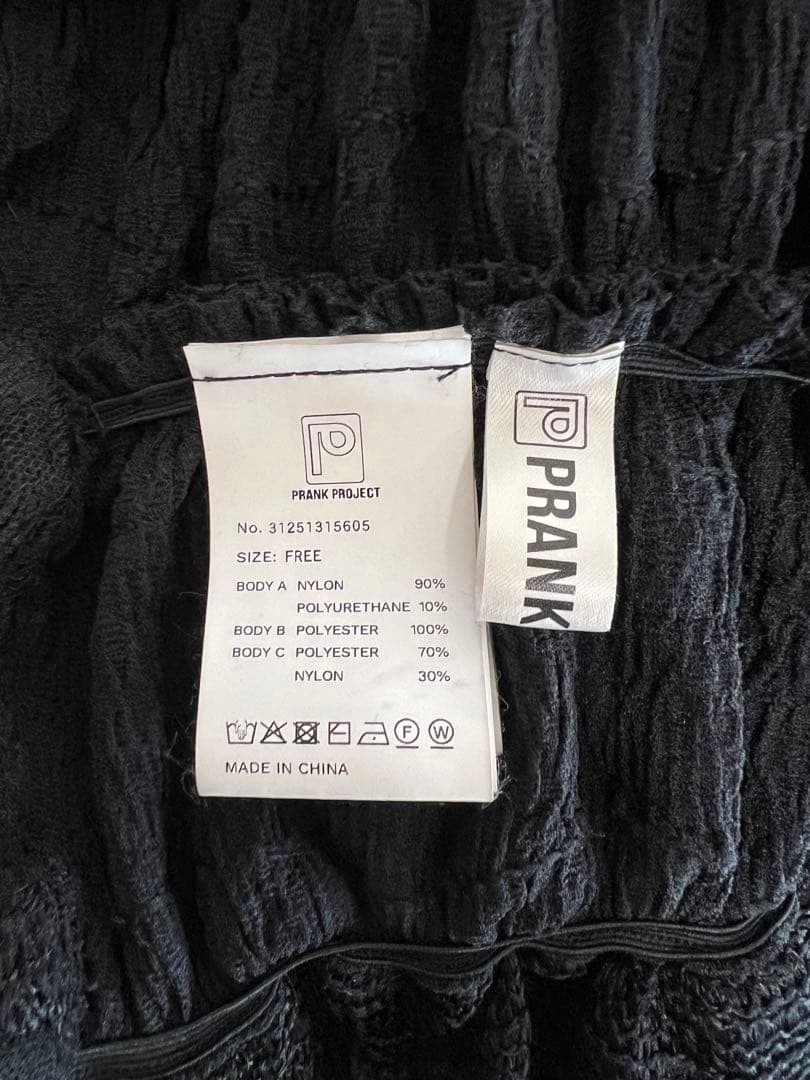 P
PRANK PROJECT
No. 31251315605
SIZE: FREE
BODY A NYLON 90%
POLYURETHANE 10%
BODY B POLYESTER 100%
BODY C POLYESTER 70%
NYLON 30%
F W
MADE IN CHINA
P PRANK